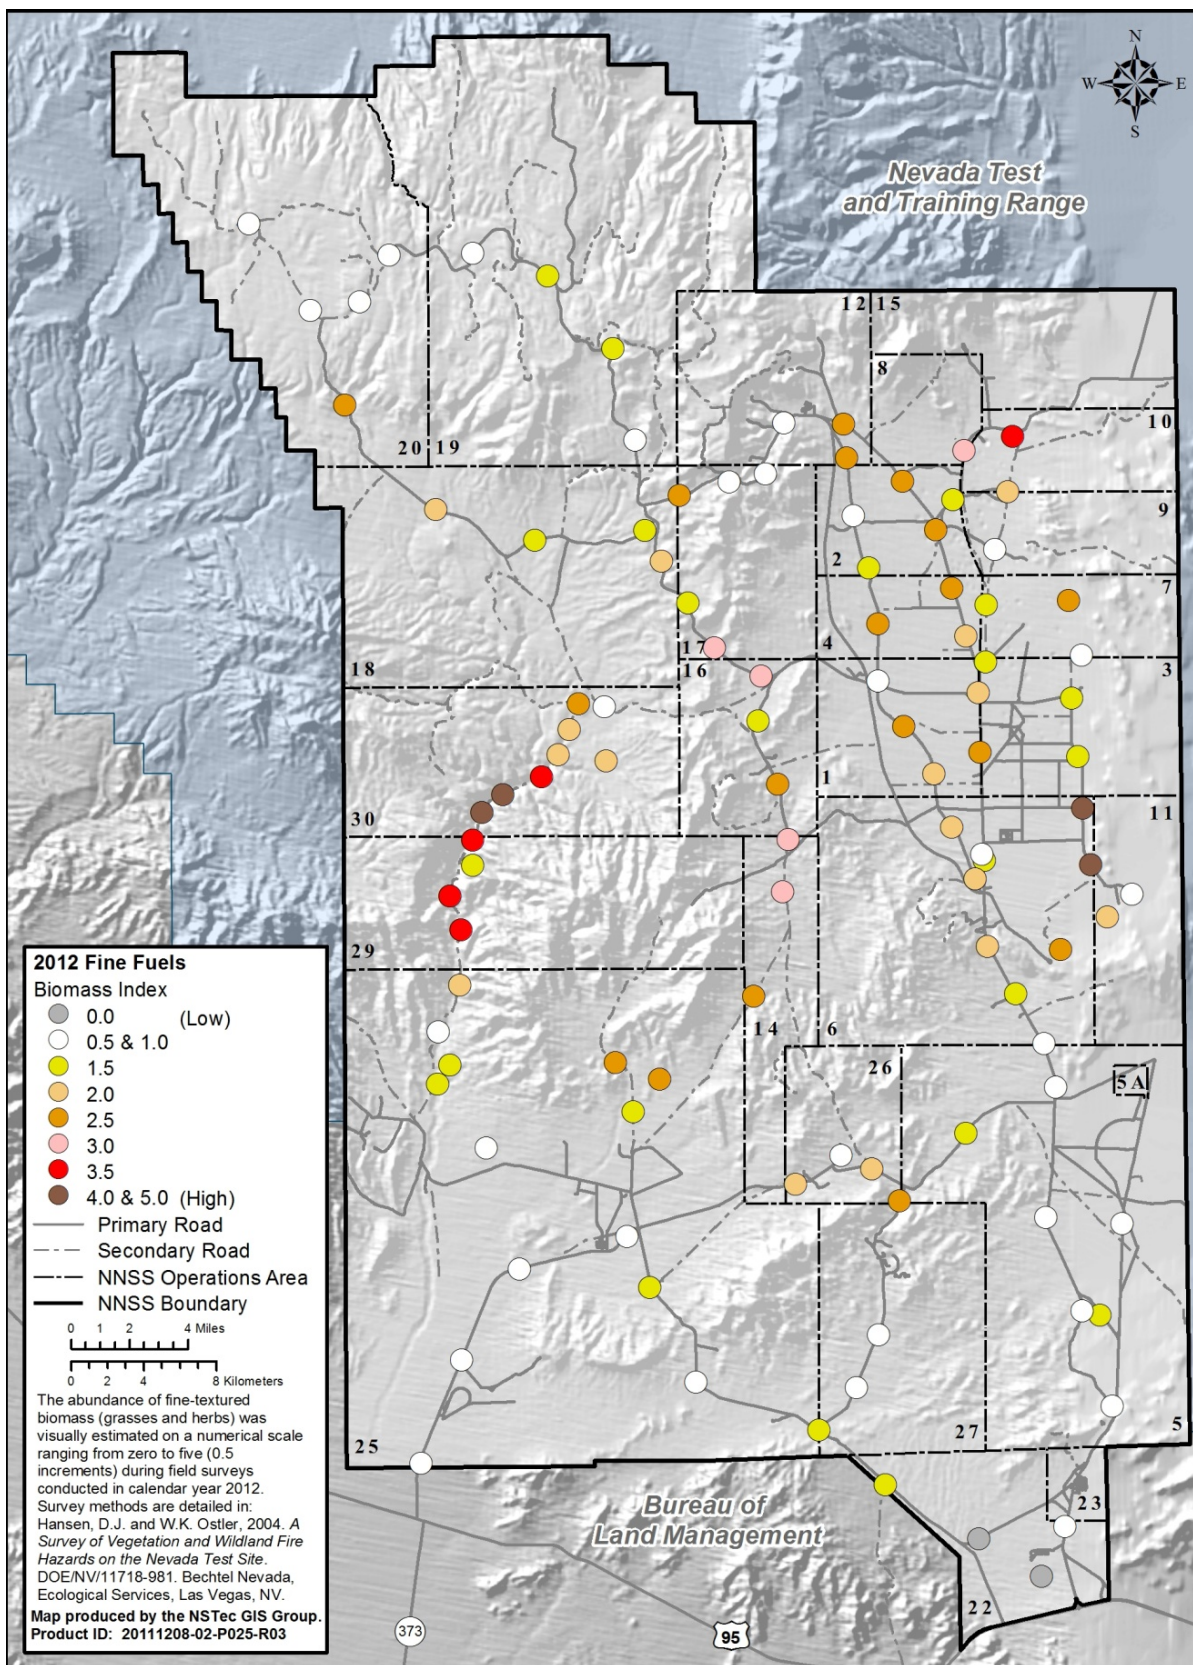 N
W E
S
Nevada Test
and Training Range
12 15
8
10
20 19
9
2
7
17
4
18
16
3
1
30
11
29
14
6
26
5A
25
27
5
23
22
Bureau of
Land Management
373
95
2012 Fine Fuels
Biomass Index
0.0 (Low)
0.5 & 1.0
1.5
2.0
2.5
3.0
3.5
4.0 & 5.0 (High)
Primary Road
Secondary Road
NNSS Operations Area
NNSS Boundary
0 1 2 4 Miles
0 2 4 8 Kilometers
The abundance of fine-textured
biomass (grasses and herbs) was
visually estimated on a numerical scale
ranging from zero to five (0.5
increments) during field surveys
conducted in calendar year 2012.
Survey methods are detailed in:
Hansen, D.J. and W.K. Ostler, 2004. A
Survey of Vegetation and Wildland Fire
Hazards on the Nevada Test Site.
DOE/NV/11718-981. Bechtel Nevada,
Ecological Services, Las Vegas, NV.
Map produced by the NSTec GIS Group.
Product ID: 20111208-02-P025-R03